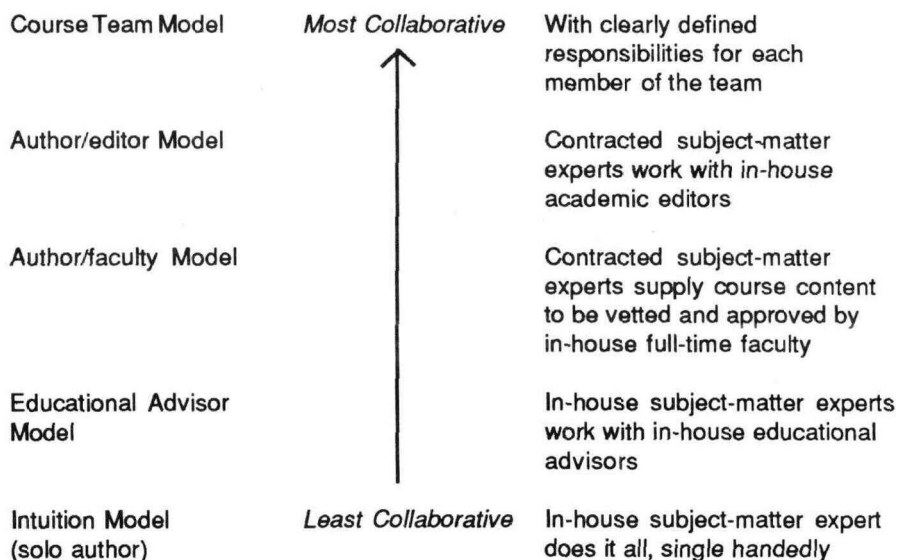 Course Team Model
Most Collaborative
With clearly defined
responsibilities for each
member of the team
Author/editor Model
Contracted subject-matter
experts work with in-house
academic editors
Author/faculty Model
Contracted subject-matter
experts supply course content
to be vetted and approved by
in-house full-time faculty
Educational Advisor
Model
In-house subject-matter experts
work with in-house educational
advisors
Intuition Model
(solo author)
Least Collaborative
In-house subject-matter expert
does it all, single handedly